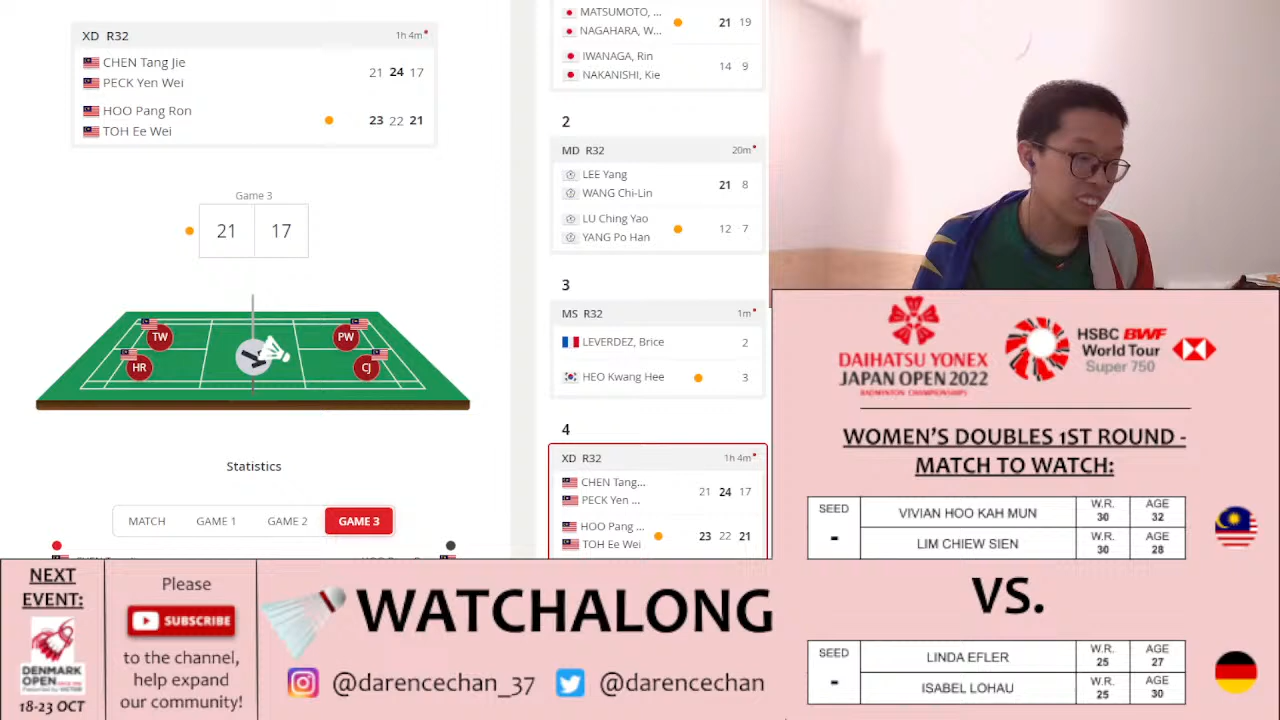 XD R32
1h 4m
CHEN Tang Jie
PECK Yen Wei
21 24 17
HOO Pang Ron
TOH Ee Wei
23 22 21
Game 3
21 17
TW
HR
PW
CJ
Statistics
MATCH
GAME 1
GAME 2
GAME 3
MATSUMOTO, ...
NAGAHARA, W...
21 19
IWANAGA, Rin
NAKANISHI, Kie
14 9
2
MD R32
20m
LEE Yang
WANG Chi-Lin
21 8
LU Ching Yao
YANG Po Han
12 7
3
MS R32
1m
LEVERDEZ, Brice
2
HEO Kwang Hee
3
4
XD R32
1h 4m
CHEN Tang...
PECK Yen ...
21 24 17
HOO Pang ...
TOH Ee Wei
23 22 21
DAIHATSU YONEX
JAPAN OPEN 2022
BADMINTON CHAMPIONSHIPS
HSBC BWF
World Tour
Super 750
WOMEN'S DOUBLES 1ST ROUND -
MATCH TO WATCH:
SEED
-
VIVIAN HOO KAH MUN
W.R.
30
AGE
32
LIM CHIEW SIEN
W.R.
30
AGE
28
VS.
SEED
-
LINDA EFLER
W.R.
25
AGE
27
ISABEL LOHAU
W.R.
25
AGE
30
NEXT
EVENT:
DENMARK
OPEN
18-23 OCT
Please
SUBSCRIBE
to the channel,
help expand
our community!
WATCHALONG
@darencechan_37
@darencechan